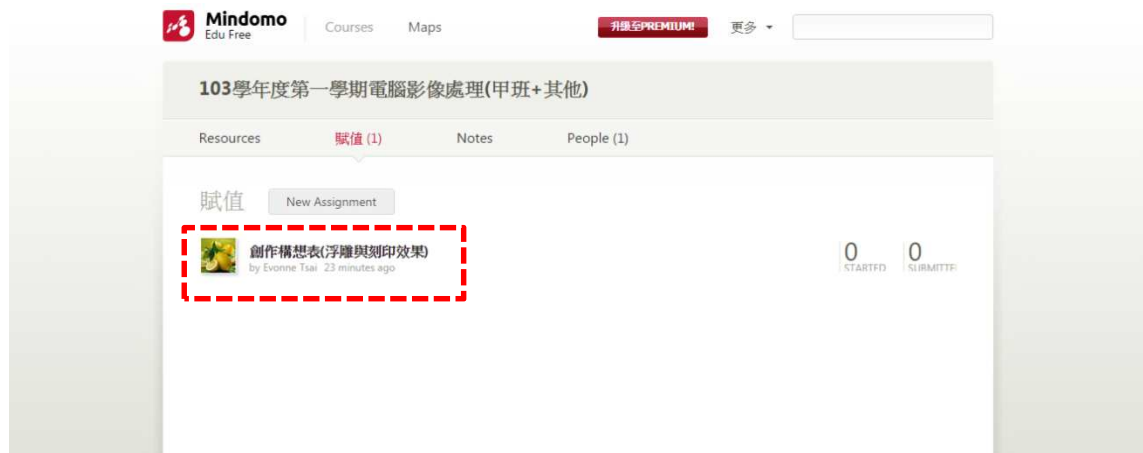 Mindomo
Edu Free
Courses Maps 升級至PREMIUM! 更多
103學年度第一學期電腦影像處理(甲班+其他)
Resources 賦值 (1) Notes People (1)
賦值 New Assignment
創作構想表(浮雕與刻印效果)
by Evonne Tsai 23 minutes ago
0 0
STARTED SUBMITTE